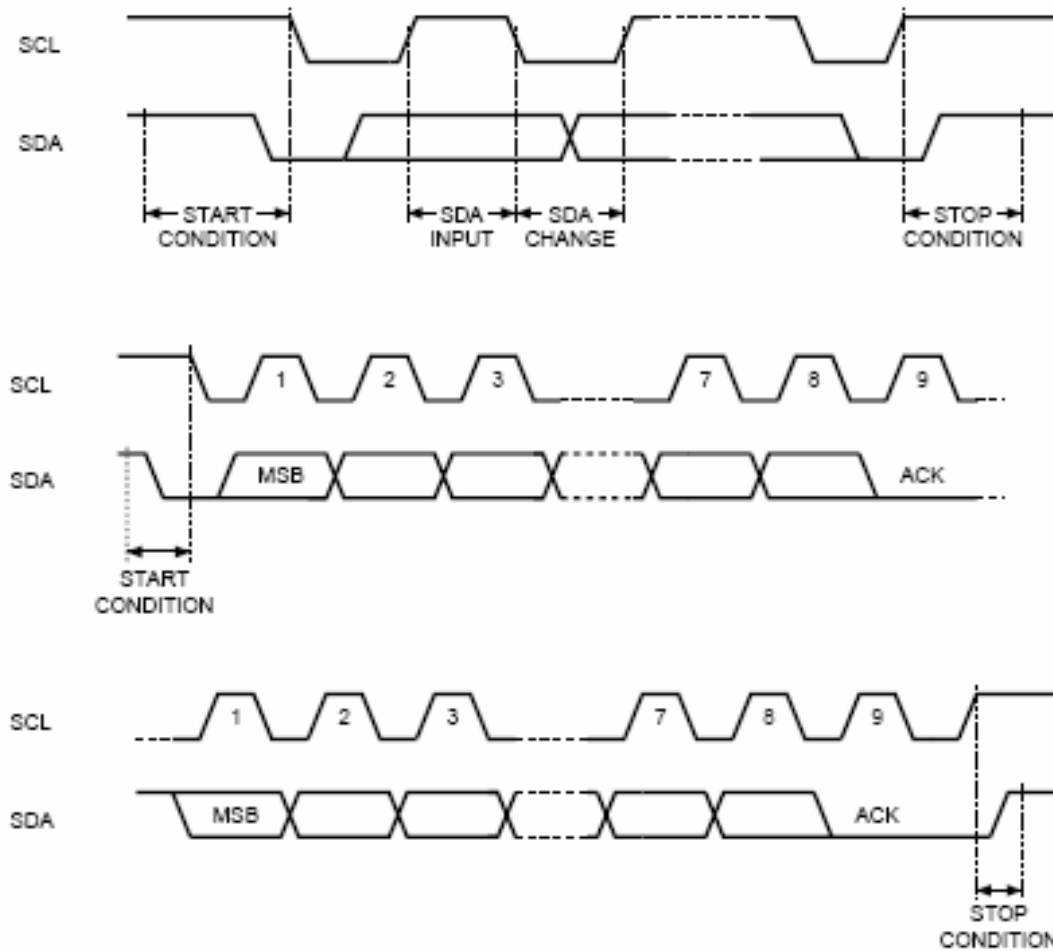 SCL
SDA
START
CONDITION
SDA
INPUT
SDA
CHANGE
STOP
CONDITION
SCL
1 2 3 7 8 9
SDA
MSB ACK
START
CONDITION
SCL
1 2 3 7 8 9
SDA
MSB ACK
STOP
CONDITION